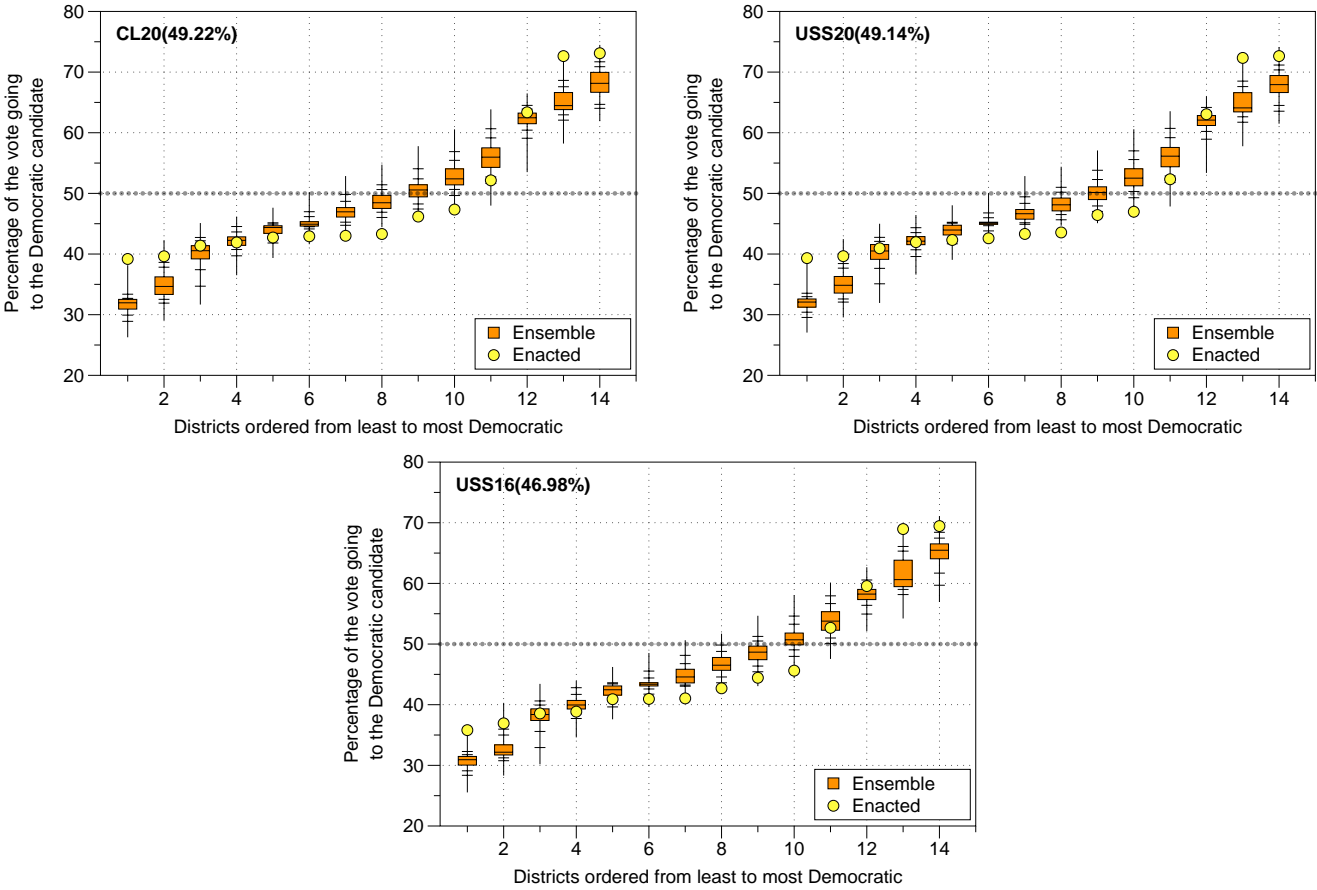 CL20(49.22%)
Percentage of the vote going
to the Democratic candidate
80
70
60
50
40
30
20
Ensemble
Enacted
2 4 6 8 10 12 14
Districts ordered from least to most Democratic
USS20(49.14%)
Percentage of the vote going
to the Democratic candidate
80
70
60
50
40
30
20
Ensemble
Enacted
2 4 6 8 10 12 14
Districts ordered from least to most Democratic
USS16(46.98%)
Percentage of the vote going
to the Democratic candidate
80
70
60
50
40
30
20
Ensemble
Enacted
2 4 6 8 10 12 14
Districts ordered from least to most Democratic